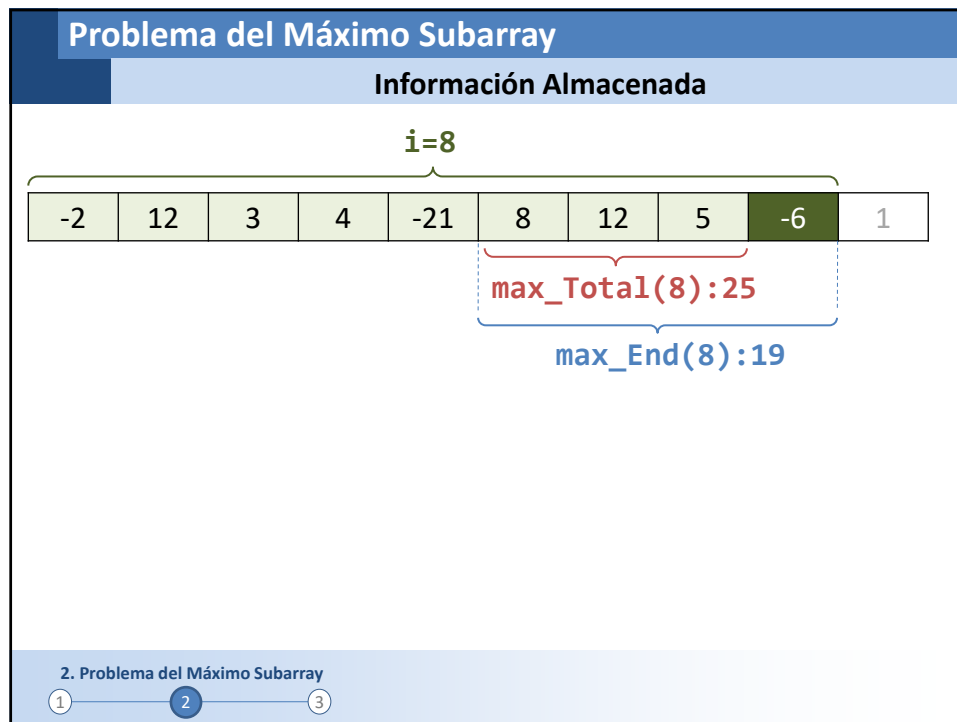 Problema del Máximo Subarray
Información Almacenada
i=8
-2 12 3 4 -21 8 12 5 -6 1
max_Total(8):25
max_End(8):19
2. Problema del Máximo Subarray
1 2 3